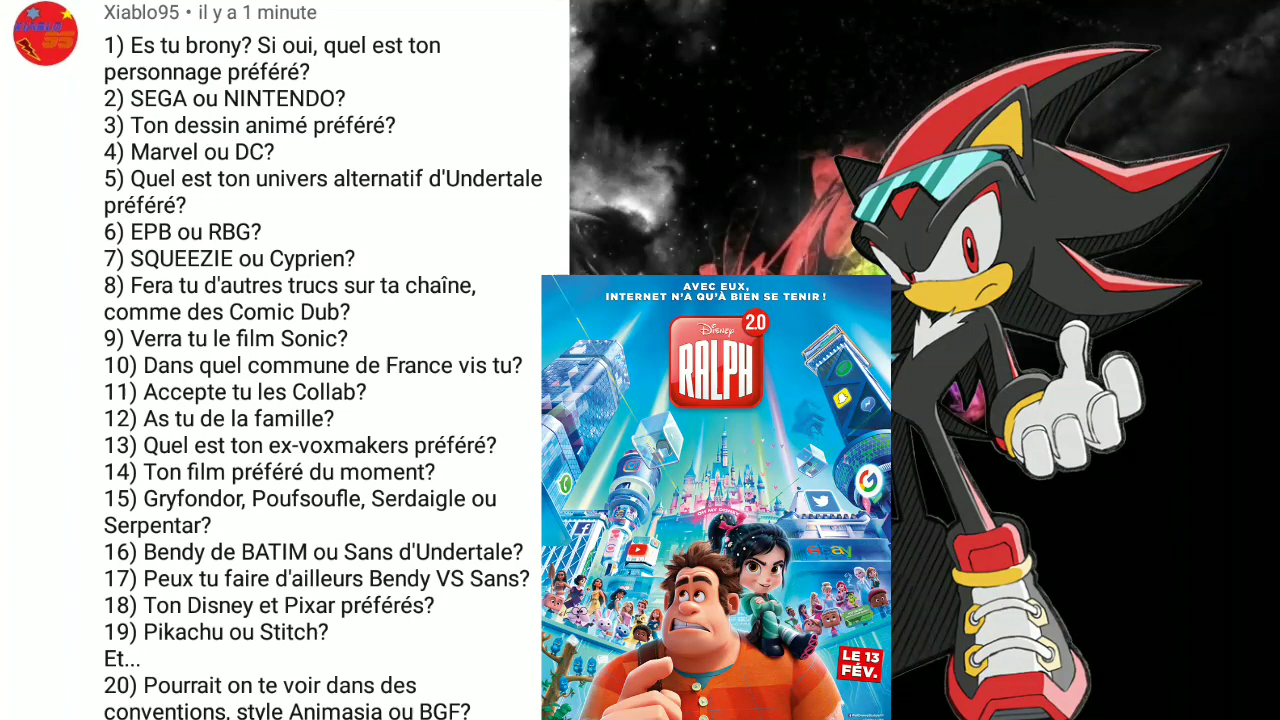 Xiablo95 • il y a 1 minute
1) Es tu brony? Si oui, quel est ton
personnage préféré?
2) SEGA ou NINTENDO?
3) Ton dessin animé préféré?
4) Marvel ou DC?
5) Quel est ton univers alternatif d'Undertale
préféré?
6) EPB ou RBG?
7) SQUEEZIE ou Cyprien?
8) Fera tu d'autres trucs sur ta chaîne,
comme des Comic Dub?
9) Verra tu le film Sonic?
10) Dans quel commune de France vis tu?
11) Accepte tu les Collab?
12) As tu de la famille?
13) Quel est ton ex-voxmakers préféré?
14) Ton film préféré du moment?
15) Gryfondor, Poufsoufle, Serdaigle ou
Serpentar?
16) Bendy de BATIM ou Sans d'Undertale?
17) Peux tu faire d'ailleurs Bendy VS Sans?
18) Ton Disney et Pixar préférés?
19) Pikachu ou Stitch?
Et...
20) Pourrait on te voir dans des
conventions, style Animasia ou BGF?
AVEC EUX,
INTERNET N'A QU'À BIEN SE TENIR !
Disney
2.0
RALPH
OH MY DISNEY
G
f
ebay
LE 13
FÉV.